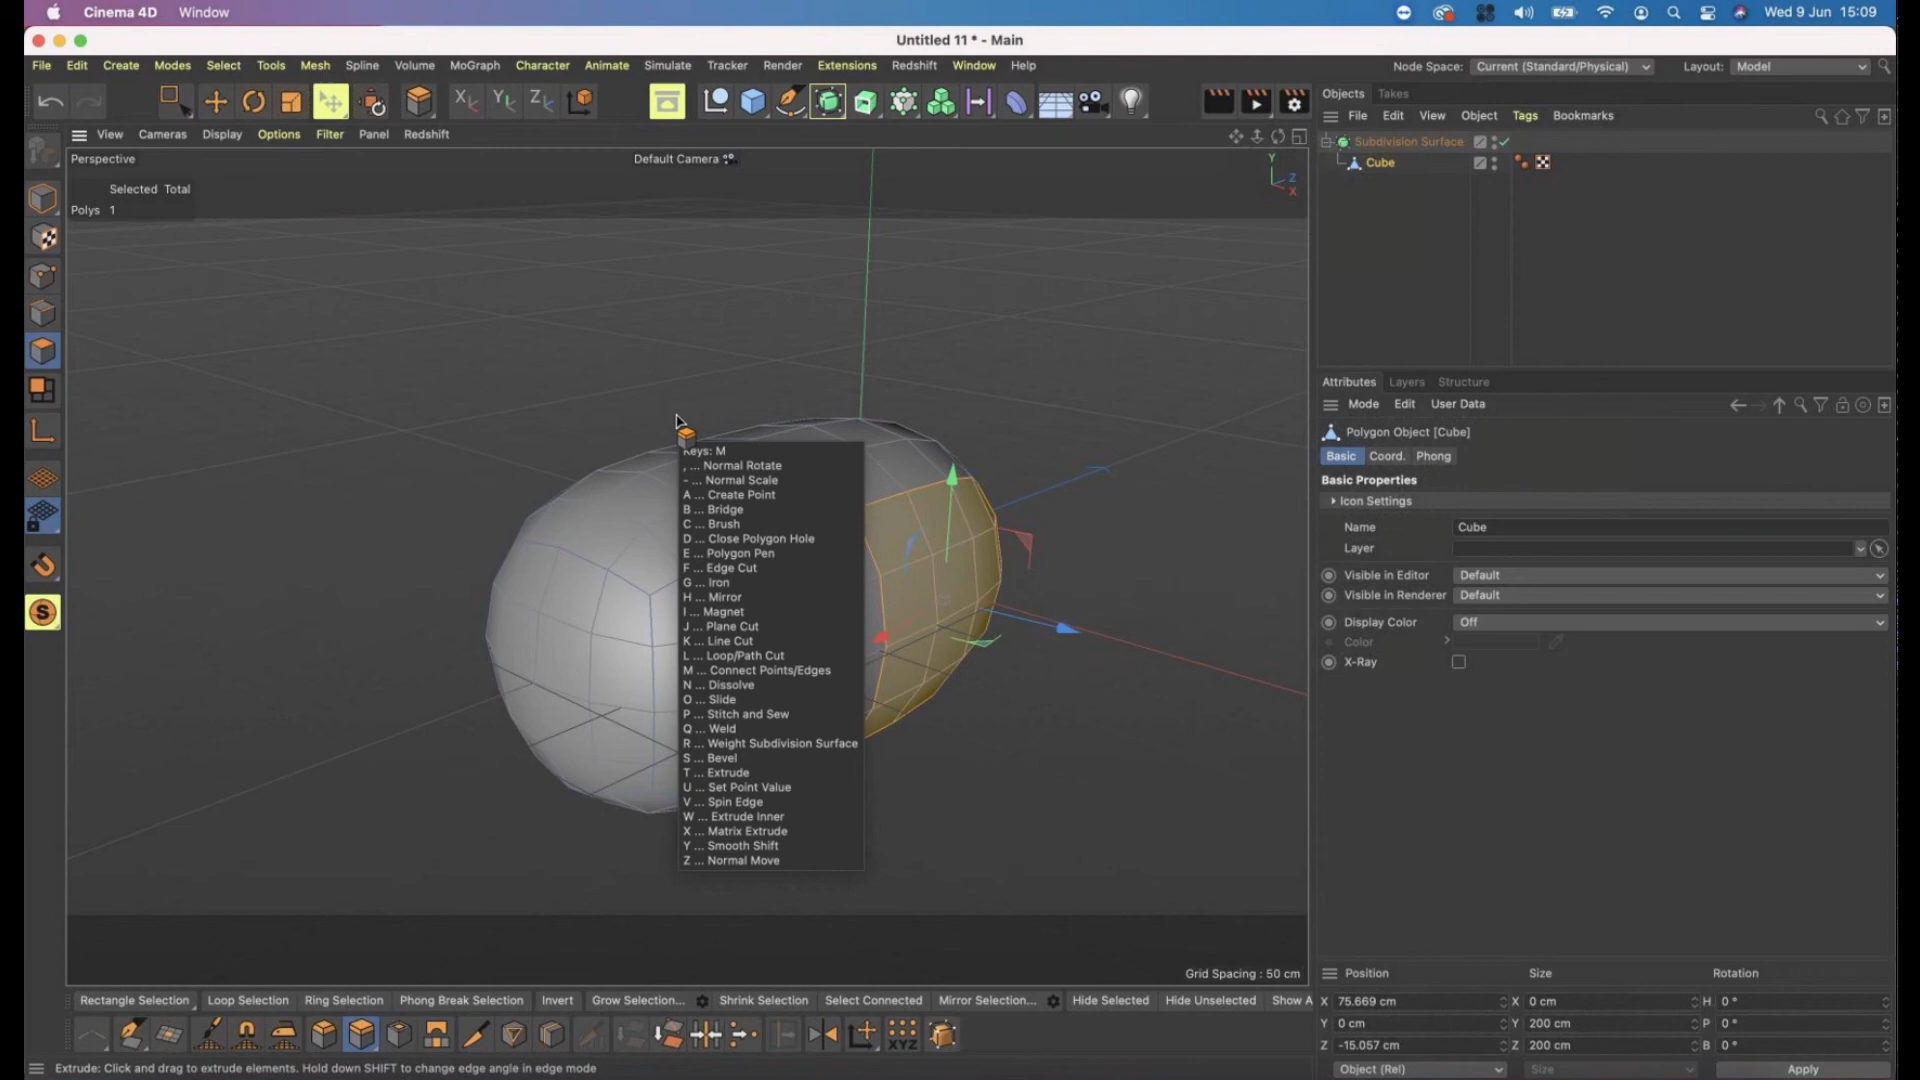 Cinema 4D Window Wed 9 Jun 15:09
Untitled 11 * - Main
File Edit Create Modes Select Tools Mesh Spline Volume MoGraph Character Animate Simulate Tracker Render Extensions Redshift Window Help Node Space: Current (Standard/Physical) Layout: Model
Objects Takes
File Edit View Object Tags Bookmarks
View Cameras Display Options Filter Panel Redshift
Subdivision Surface
Cube
Perspective Default Camera
Y
Z
X
Selected Total
Polys 1
Keys: M
, ... Normal Rotate
- ... Normal Scale
A ... Create Point
B ... Bridge
C ... Brush
D ... Close Polygon Hole
E ... Polygon Pen
F ... Edge Cut
G ... Iron
H ... Mirror
I ... Magnet
J ... Plane Cut
K ... Line Cut
L ... Loop/Path Cut
M ... Connect Points/Edges
N ... Dissolve
O ... Slide
P ... Stitch and Sew
Q ... Weld
R ... Weight Subdivision Surface
S ... Bevel
T ... Extrude
U ... Set Point Value
V ... Spin Edge
W ... Extrude Inner
X ... Matrix Extrude
Y ... Smooth Shift
Z ... Normal Move
Grid Spacing : 50 cm
Attributes Layers Structure
Mode Edit User Data
Polygon Object [Cube]
Basic Coord. Phong
Basic Properties
Icon Settings
Name Cube
Layer
Visible in Editor Default
Visible in Renderer Default
Display Color Off
Color
X-Ray
Position Size Rotation
X 75.669 cm X 0 cm H 0 °
Y 0 cm Y 200 cm P 0 °
Z -15.057 cm Z 200 cm B 0 °
Object (Rel) Size Apply
Rectangle Selection Loop Selection Ring Selection Phong Break Selection Invert Grow Selection... Shrink Selection Select Connected Mirror Selection... Hide Selected Hide Unselected Show A
XYZ
Extrude: Click and drag to extrude elements. Hold down SHIFT to change edge angle in edge mode